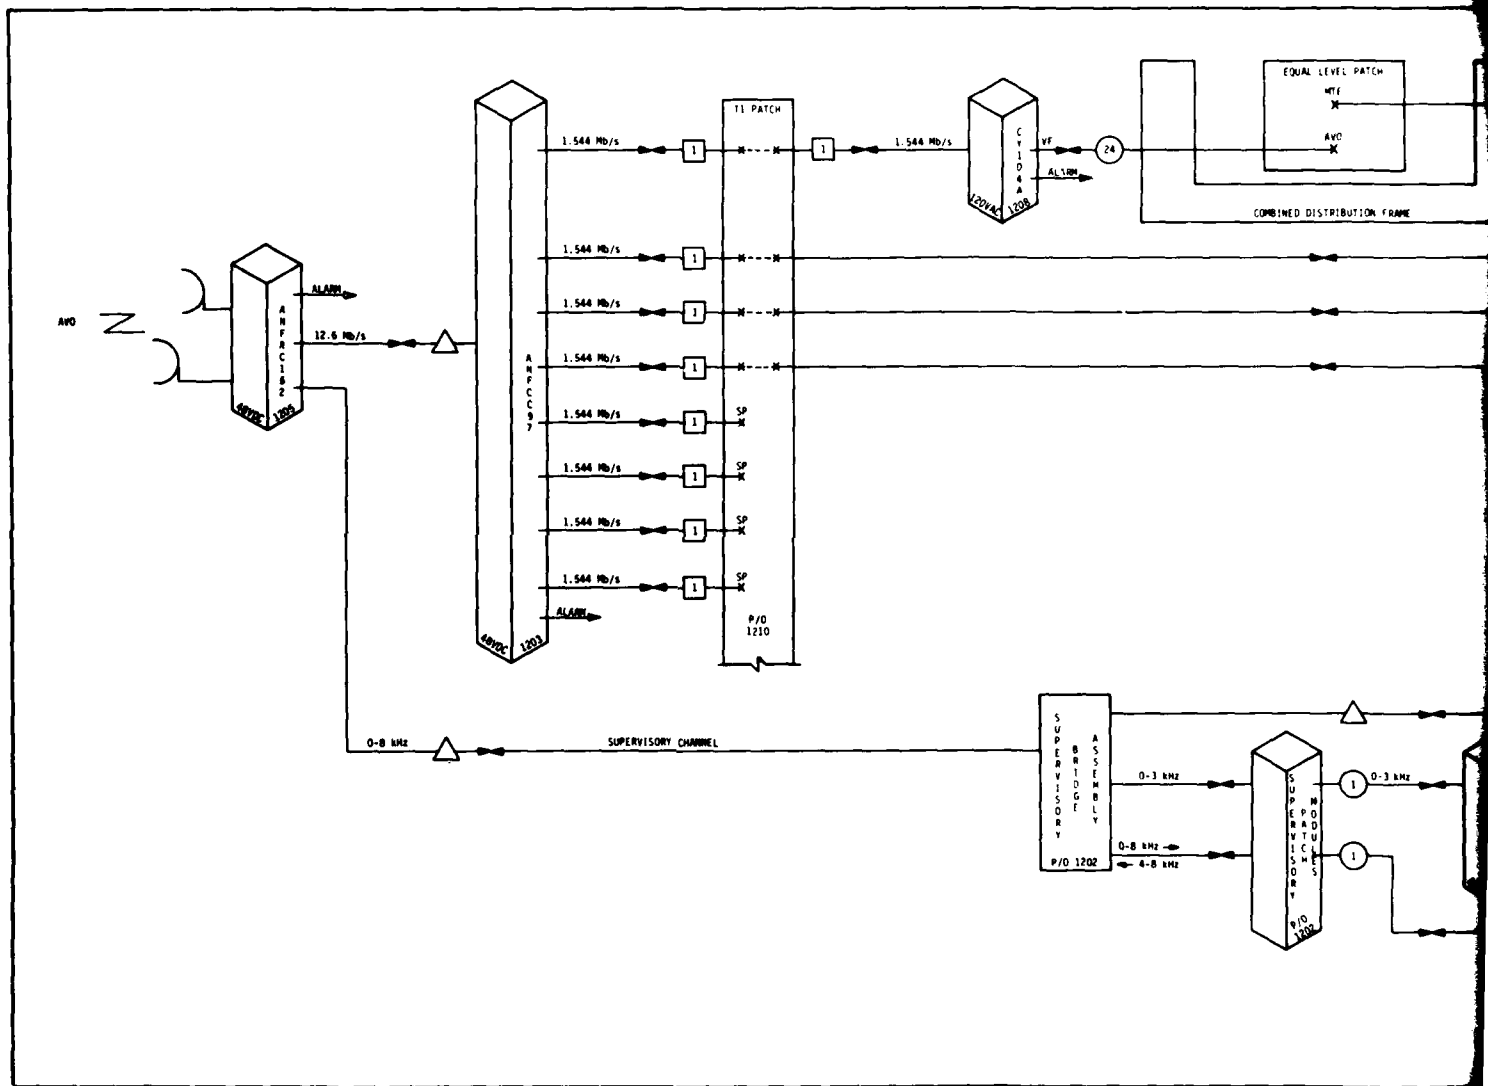 EQUAL LEVEL PATCH
MTF
AVO
COMBINED DISTRIBUTION FRAME
T1 PATCH
1.544 Mb/s
1
1
1.544 Mb/s
CY104A
120VAC
1208
VF
24
ALARM
1.544 Mb/s
1
1.544 Mb/s
1
1.544 Mb/s
1
1.544 Mb/s
1
SP
1.544 Mb/s
1
SP
1.544 Mb/s
1
SP
1.544 Mb/s
1
SP
ALARM
P/O
1210
ANFCC97
48VDC
1203
AVO
ANFRC162
48VDC
1205
ALARM
12.6 Mb/s
0-8 kHz
SUPERVISORY CHANNEL
SUPERVISORY
BRIDGE
ASSEMBLY
P/O 1202
0-3 kHz
0-8 kHz
4-8 kHz
SUPERVISORY
PATCH
MODULES
P/O
1202
1
0-3 kHz
1